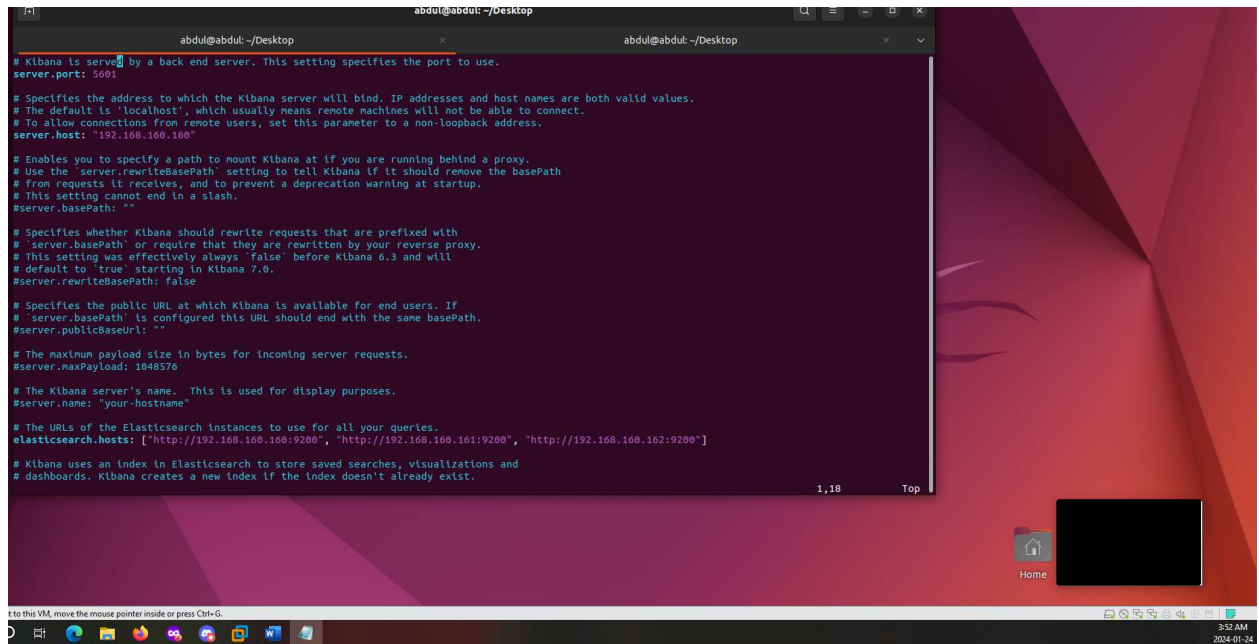 abdul@abdul: ~/Desktop
abdul@abdul: ~/Desktop
abdul@abdul: ~/Desktop
# Kibana is served by a back end server. This setting specifies the port to use.
server.port: 5601
# Specifies the address to which the Kibana server will bind. IP addresses and host names are both valid values.
# The default is 'localhost', which usually means remote machines will not be able to connect.
# To allow connections from remote users, set this parameter to a non-loopback address.
server.host: "192.168.160.160"
# Enables you to specify a path to mount Kibana at if you are running behind a proxy.
# Use the `server.rewriteBasePath` setting to tell Kibana if it should remove the basePath
# from requests it receives, and to prevent a deprecation warning at startup.
# This setting cannot end in a slash.
#server.basePath: ""
# Specifies whether Kibana should rewrite requests that are prefixed with
# `server.basePath` or require that they are rewritten by your reverse proxy.
# This setting was effectively always `false` before Kibana 6.3 and will
# default to `true` starting in Kibana 7.0.
#server.rewriteBasePath: false
# Specifies the public URL at which Kibana is available for end users. If
# `server.basePath` is configured this URL should end with the same basePath.
#server.publicBaseUrl: ""
# The maximum payload size in bytes for incoming server requests.
#server.maxPayload: 1048576
# The Kibana server's name.  This is used for display purposes.
#server.name: "your-hostname"
# The URLs of the Elasticsearch instances to use for all your queries.
elasticsearch.hosts: ["http://192.168.160.160:9200", "http://192.168.160.161:9200", "http://192.168.160.162:9200"]
# Kibana uses an index in Elasticsearch to store saved searches, visualizations and
# dashboards. Kibana creates a new index if the index doesn't already exist.
1,18 Top
Home
t to this VM, move the mouse pointer inside or press Ctrl+G.
3:52 AM
2024-01-24